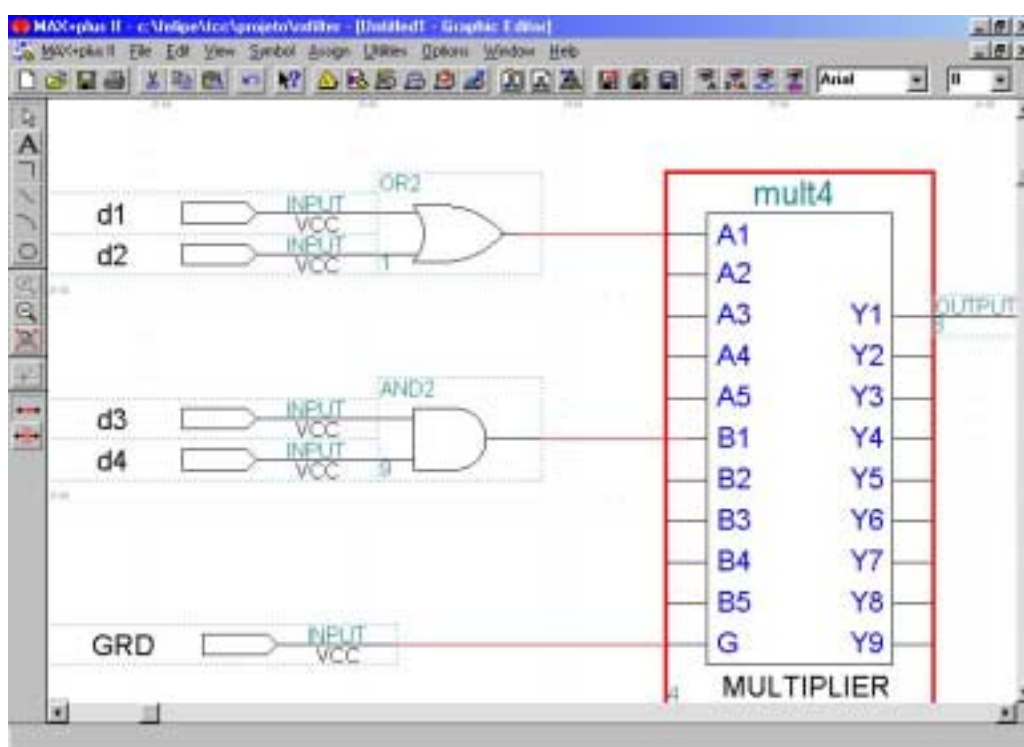 MAX+plus II - c:\felipe\tcc\projeto\xfilter - [Untitled1 - Graphic Editor]
MAX+plus II File Edit View Symbol Assign Utilities Options Window Help
Arial
OR2
mult4
d1 INPUT
VCC
A1
d2 INPUT
VCC
1
A2
A3 Y1 OUTPUT
A4 Y2
AND2
A5 Y3
d3 INPUT
VCC
B1 Y4
d4 INPUT
VCC
9
B2 Y5
B3 Y6
B4 Y7
B5 Y8
GRD INPUT
VCC
G Y9
4
MULTIPLIER